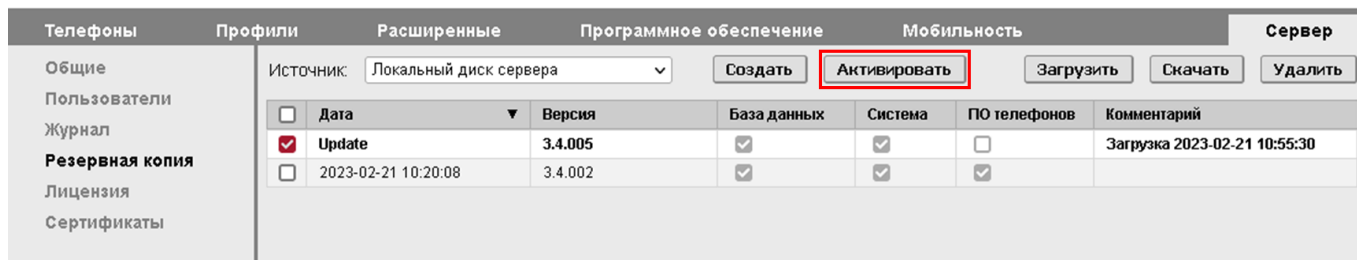 Телефоны Профили Расширенные Программное обеспечение Мобильность Сервер
Общие
Пользователи
Журнал
Резервная копия
Лицензия
Сертификаты
Источник: Локальный диск сервера Создать Активировать Загрузить Скачать Удалить
Дата Версия База данных Система ПО телефонов Комментарий
Update 3.4.005 Загрузка 2023-02-21 10:55:30
2023-02-21 10:20:08 3.4.002